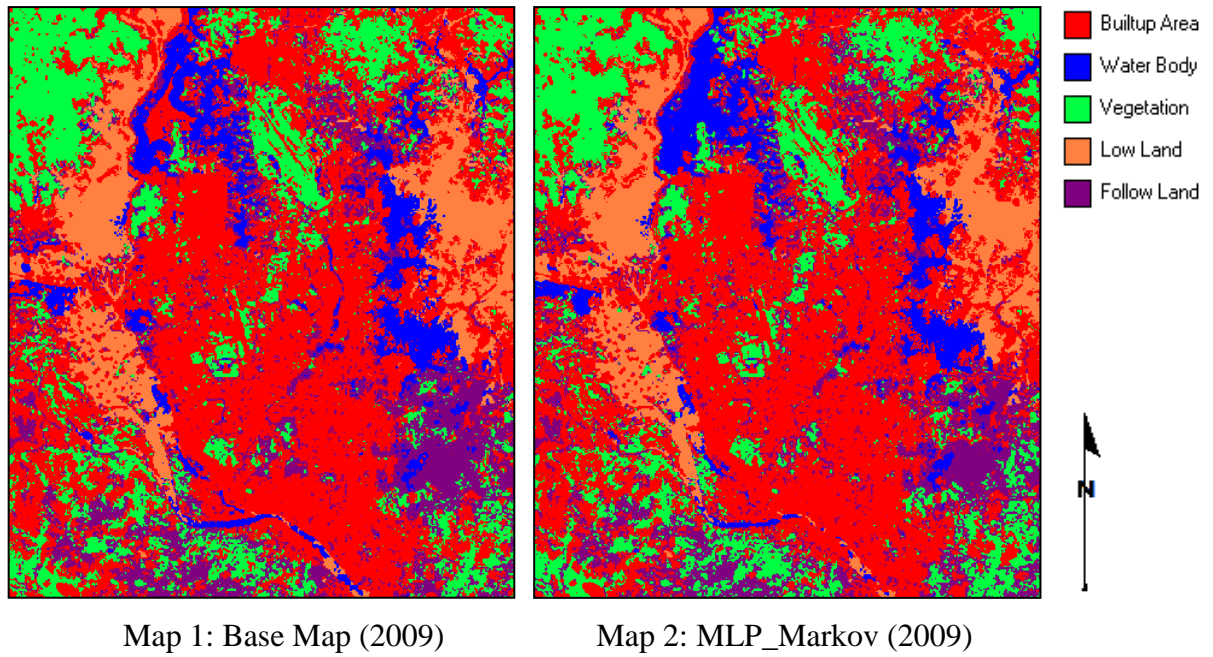 Builtup Area
Water Body
Vegetation
Low Land
Follow Land
N
Map 1: Base Map (2009)
Map 2: MLP_Markov (2009)